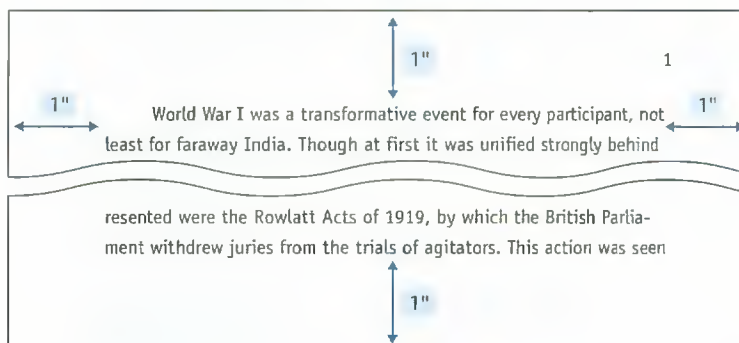 1"
1
1"
1"
World War I was a transformative event for every participant, not
least for faraway India. Though at first it was unified strongly behind
resented were the Rowlatt Acts of 1919, by which the British Parlia-
ment withdrew juries from the trials of agitators. This action was seen
1"